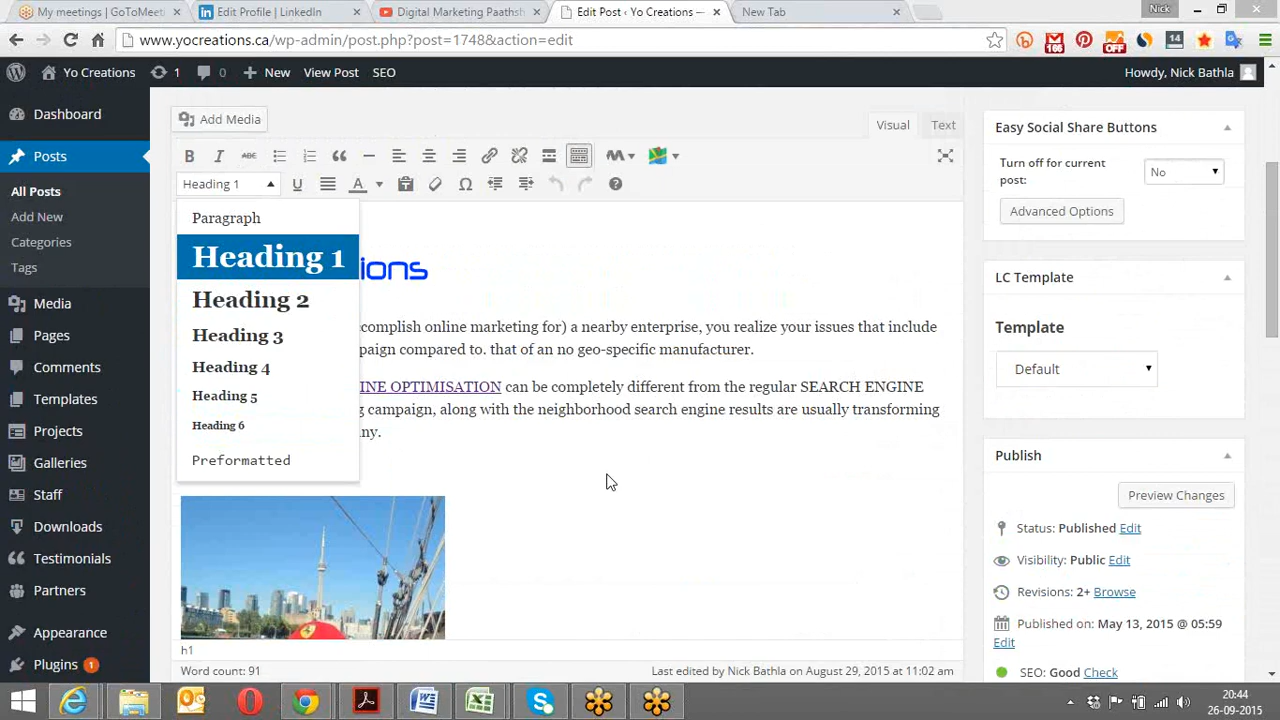 My meetings | GoToMeeti
Edit Profile | LinkedIn
Digital Marketing Paathsh
Edit Post ‹ Yo Creations —
New Tab
Nick
www.yocreations.ca/wp-admin/post.php?post=1748&action=edit
166
OFF
14
Yo Creations
1
0
+ New
View Post
SEO
Howdy, Nick Bathla
Dashboard
Posts
All Posts
Add New
Categories
Tags
Media
Pages
Comments
Templates
Projects
Galleries
Staff
Downloads
Testimonials
Partners
Appearance
Plugins 1
Add Media
Visual
Text
B I ABC
Heading 1
U A
Paragraph
Heading 1
Heading 2
Heading 3
Heading 4
Heading 5
Heading 6
Preformatted
ions
complish online marketing for) a nearby enterprise, you realize your issues that include
paign compared to. that of an no geo-specific manufacturer.
INE OPTIMISATION can be completely different from the regular SEARCH ENGINE
g campaign, along with the neighborhood search engine results are usually transforming
ny.
h1
Word count: 91
Last edited by Nick Bathla on August 29, 2015 at 11:02 am
Easy Social Share Buttons
Turn off for current
post:
No
Advanced Options
LC Template
Template
Default
Publish
Preview Changes
Status: Published Edit
Visibility: Public Edit
Revisions: 2+ Browse
Published on: May 13, 2015 @ 05:59
Edit
SEO: Good Check
20:44
26-09-2015